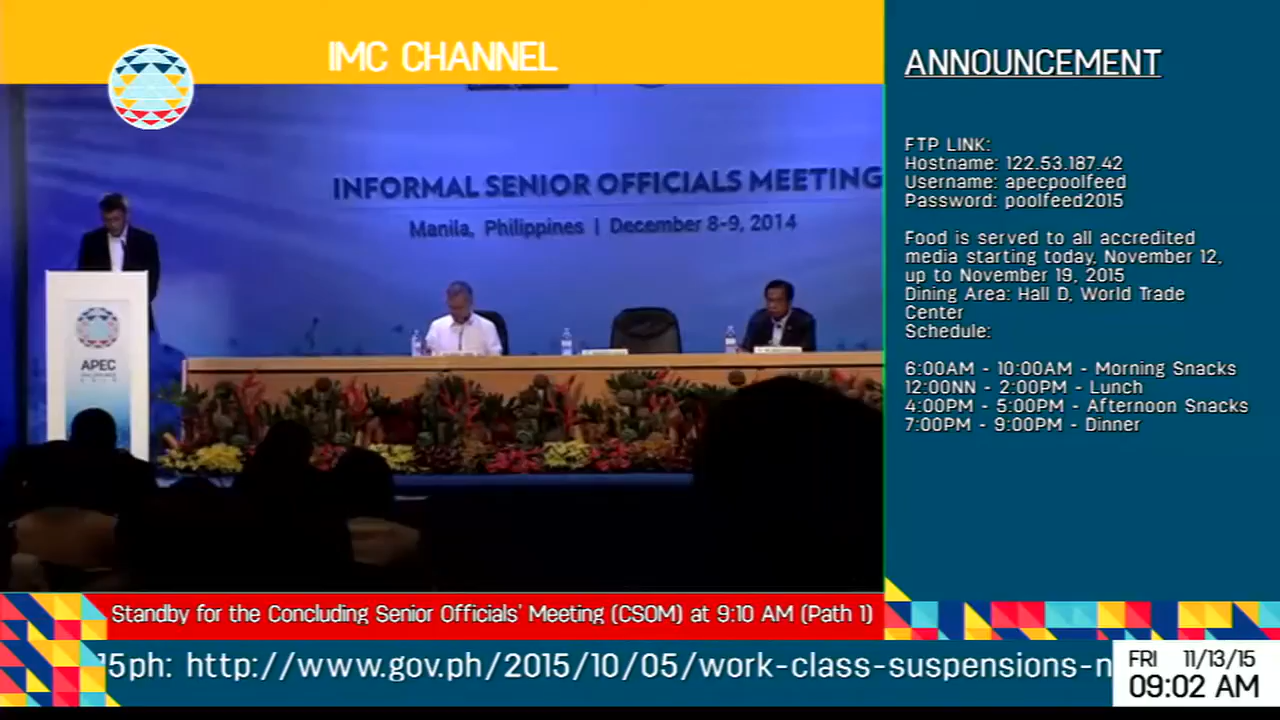 IMC CHANNEL
INFORMAL SENIOR OFFICIALS MEETING
Manila, Philippines | December 8-9, 2014
APEC
ANNOUNCEMENT
FTP LINK:
Hostname: 122.53.187.42
Username: apecpoolfeed
Password: poolfeed2015
Food is served to all accredited
media starting today, November 12,
up to November 19, 2015
Dining Area: Hall D, World Trade
Center
Schedule:
6:00AM - 10:00AM - Morning Snacks
12:00NN - 2:00PM - Lunch
4:00PM - 5:00PM - Afternoon Snacks
7:00PM - 9:00PM - Dinner
Standby for the Concluding Senior Officials' Meeting (CSOM) at 9:10 AM (Path 1)
15ph: http://www.gov.ph/2015/10/05/work-class-suspensions-n
FRI 11/13/15
09:02 AM